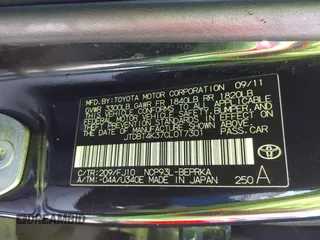 MFD BY: TOYOTA MOTOR CORPORATION 09/11
GVWR 3300LB GAWR FR 1840LB RR 1820LB
THIS VEHICLE CONFORMS TO ALL APPLICABLE
FEDERAL MOTOR VEHICLE SAFETY, BUMPER, AND
THEFT PREVENTION STANDARDS IN EFFECT ON
THE DATE OF MANUFACTURE SHOWN ABOVE.
JTDBT4K37CL017301 PASS. CAR
C/TR: 209/FJ10 NCP93L-BEPRKA
A/TM: -04A/U340E MADE IN JAPAN 250 A
TOYOTA